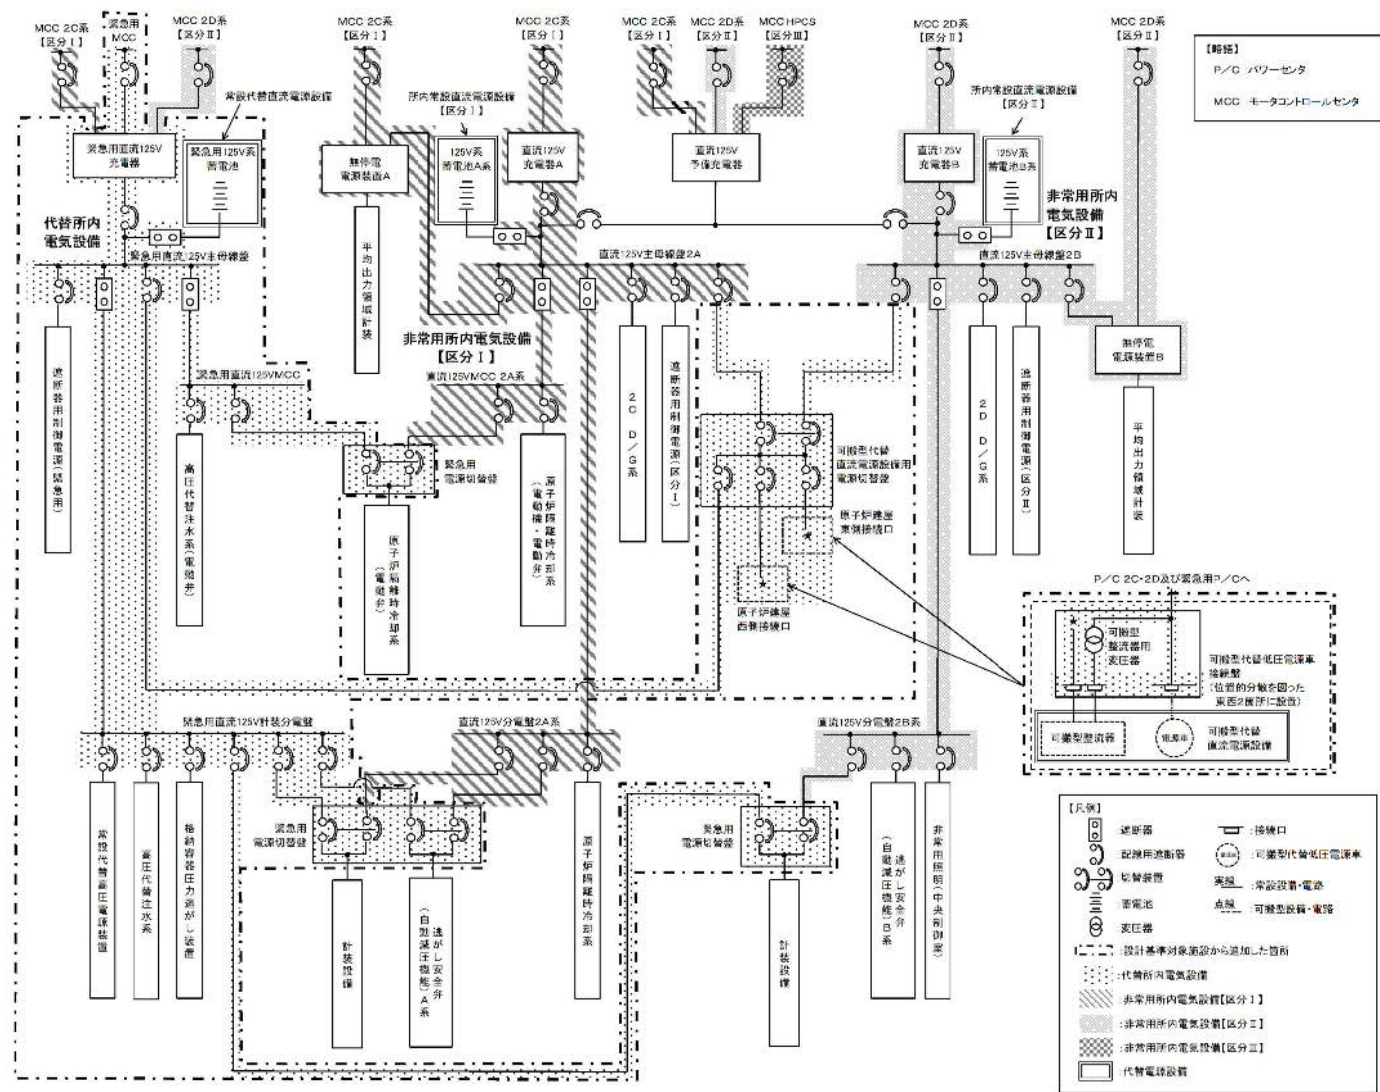 MCC 2C系
【区分Ⅰ】
緊急用
MCC
MCC 2D系
【区分Ⅱ】
MCC 2C系
【区分Ⅰ】
MCC 2C系
【区分Ⅰ】
MCC 2C系
【区分Ⅰ】
MCC 2D系
【区分Ⅱ】
MCC HPCS
【区分Ⅲ】
MCC 2D系
【区分Ⅱ】
MCC 2D系
【区分Ⅱ】
【略語】
P/C :パワーセンタ
MCC :モータコントロールセンタ
常設代替直流電源設備
所内常設直流電源設備
【区分Ⅰ】
所内常設直流電源設備
【区分Ⅱ】
緊急用直流125V
充電器
緊急用125V系
蓄電池
無停電
電源装置A
125V系
蓄電池A系
直流125V
充電器A
直流125V
予備充電器
直流125V
充電器B
125V系
蓄電池B系
代替所内
電気設備
非常用所内
電気設備
【区分Ⅱ】
緊急用直流125V主母線盤
直流125V主母線盤2A
直流125V主母線盤2B
平均出力領域計装
非常用所内電気設備
【区分Ⅰ】
無停電
電源装置B
遮断器用制御電源(緊急用)
緊急用直流125VMCC
直流125VMCC 2A系
2C D/G系
遮断器用制御電源(区分Ⅰ)
2D D/G系
遮断器用制御電源(区分Ⅱ)
平均出力領域計装
高圧代替注水系(電動弁)
緊急用
電源切替盤
原子炉隔離時冷却系
(電動弁)
原子炉隔離時冷却系
(電動機・電動弁)
可搬型代替
直流電源設備用
電源切替盤
原子炉建屋
東側接続口
原子炉建屋
西側接続口
P/C 2C・2D及び緊急用P/Cへ
可搬型
整流器用
変圧器
可搬型代替低圧電源車
接続盤
(位置的分散を図った
東西2箇所に設置)
可搬型整流器
電源車
可搬型代替
直流電源設備
緊急用直流125V計装分電盤
直流125V分電盤2A系
直流125V分電盤2B系
常設代替高圧電源装置
高圧代替注水系
格納容器圧力逃がし装置
緊急用
電源切替盤
計装設備
逃がし安全弁
(自動減圧機能)A系
原子炉隔離時冷却系
緊急用
電源切替盤
計装設備
逃がし安全弁
(自動減圧機能)B系
非常用照明(中央制御室)
【凡例】
:遮断器
:接続口
:配線用遮断器
:可搬型代替低圧電源車
:切替装置
実線 :常設設備・電路
:蓄電池
点線 :可搬型設備・電路
:変圧器
:設計基準対象施設から追加した箇所
:代替所内電気設備
:非常用所内電気設備【区分Ⅰ】
:非常用所内電気設備【区分Ⅱ】
:非常用所内電気設備【区分Ⅲ】
:代替電源設備